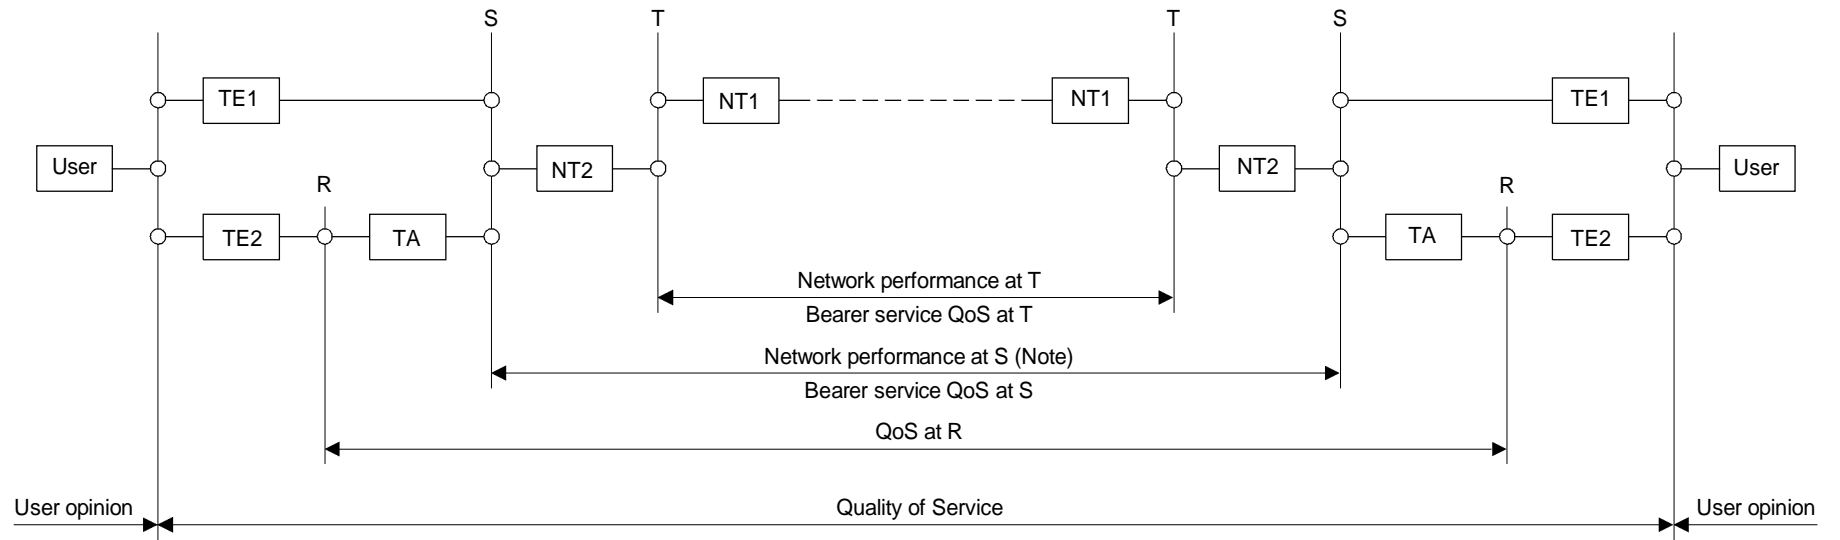 S T T S
TE1 NT1 NT1 TE1
User NT2 NT2 User
R R
TE2 TA TA TE2
Network performance at T
Bearer service QoS at T
Network performance at S (Note)
Bearer service QoS at S
QoS at R
User opinion Quality of Service User opinion